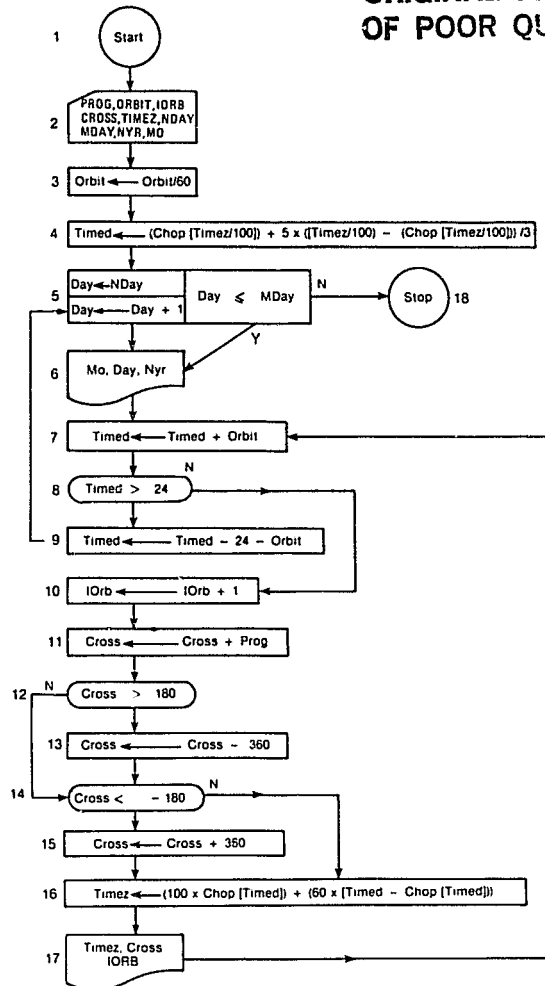 OF POOR QU
1 Start
2 PROG,ORBIT,IORB
CROSS,TIMEZ,NDAY
MDAY,NYR,MO
3 Orbit ← Orbit/60
4 Timed ← (Chop [Timez/100]) + 5 x ([Timez/100) − (Chop [Timez/100])) /3
5 Day ← NDay
Day ← Day + 1
Day ⩽ MDay
N
Stop 18
Y
6 Mo, Day, Nyr
7 Timed ← Timed + Orbit
8 Timed > 24
N
9 Timed ← Timed − 24 − Orbit
10 IOrb ← IOrb + 1
11 Cross ← Cross + Prog
12 N Cross > 180
13 Cross ← Cross − 360
14 Cross < − 180
N
15 Cross ← Cross + 360
16 Timez ← (100 x Chop [Timed]) + (60 x [Timed − Chop [Timed]))
17 Timez, Cross
IORB